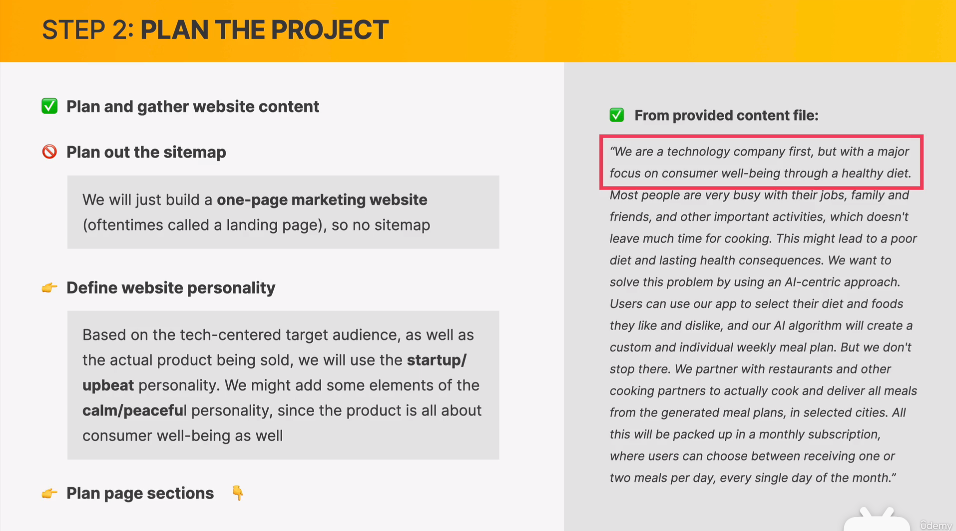 STEP 2: PLAN THE PROJECT
Plan and gather website content
Plan out the sitemap
We will just build a one-page marketing website
(oftentimes called a landing page), so no sitemap
Define website personality
Based on the tech-centered target audience, as well as
the actual product being sold, we will use the startup/
upbeat personality. We might add some elements of the
calm/peaceful personality, since the product is all about
consumer well-being as well
Plan page sections
From provided content file:
“We are a technology company first, but with a major
focus on consumer well-being through a healthy diet.
Most people are very busy with their jobs, family and
friends, and other important activities, which doesn't
leave much time for cooking. This might lead to a poor
diet and lasting health consequences. We want to
solve this problem by using an AI-centric approach.
Users can use our app to select their diet and foods
they like and dislike, and our AI algorithm will create a
custom and individual weekly meal plan. But we don't
stop there. We partner with restaurants and other
cooking partners to actually cook and deliver all meals
from the generated meal plans, in selected cities. All
this will be packed up in a monthly subscription,
where users can choose between receiving one or
two meals per day, every single day of the month.”
ûdemy